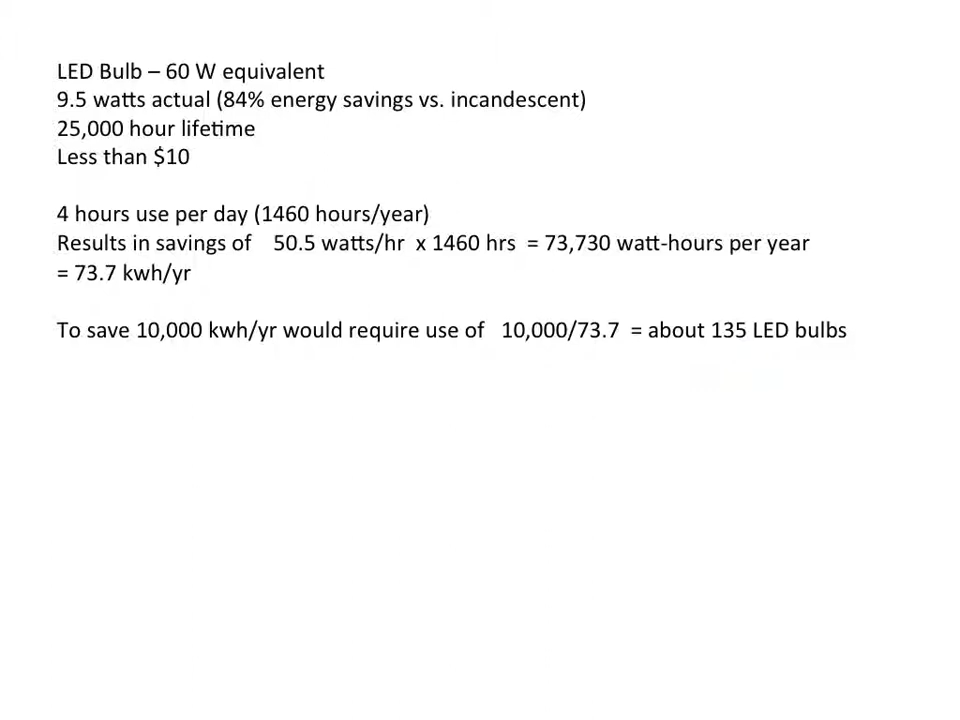 LED Bulb – 60 W equivalent
9.5 watts actual (84% energy savings vs. incandescent)
25,000 hour lifetime
Less than $10
4 hours use per day (1460 hours/year)
Results in savings of 50.5 watts/hr x 1460 hrs = 73,730 watt-hours per year
= 73.7 kwh/yr
To save 10,000 kwh/yr would require use of 10,000/73.7 = about 135 LED bulbs